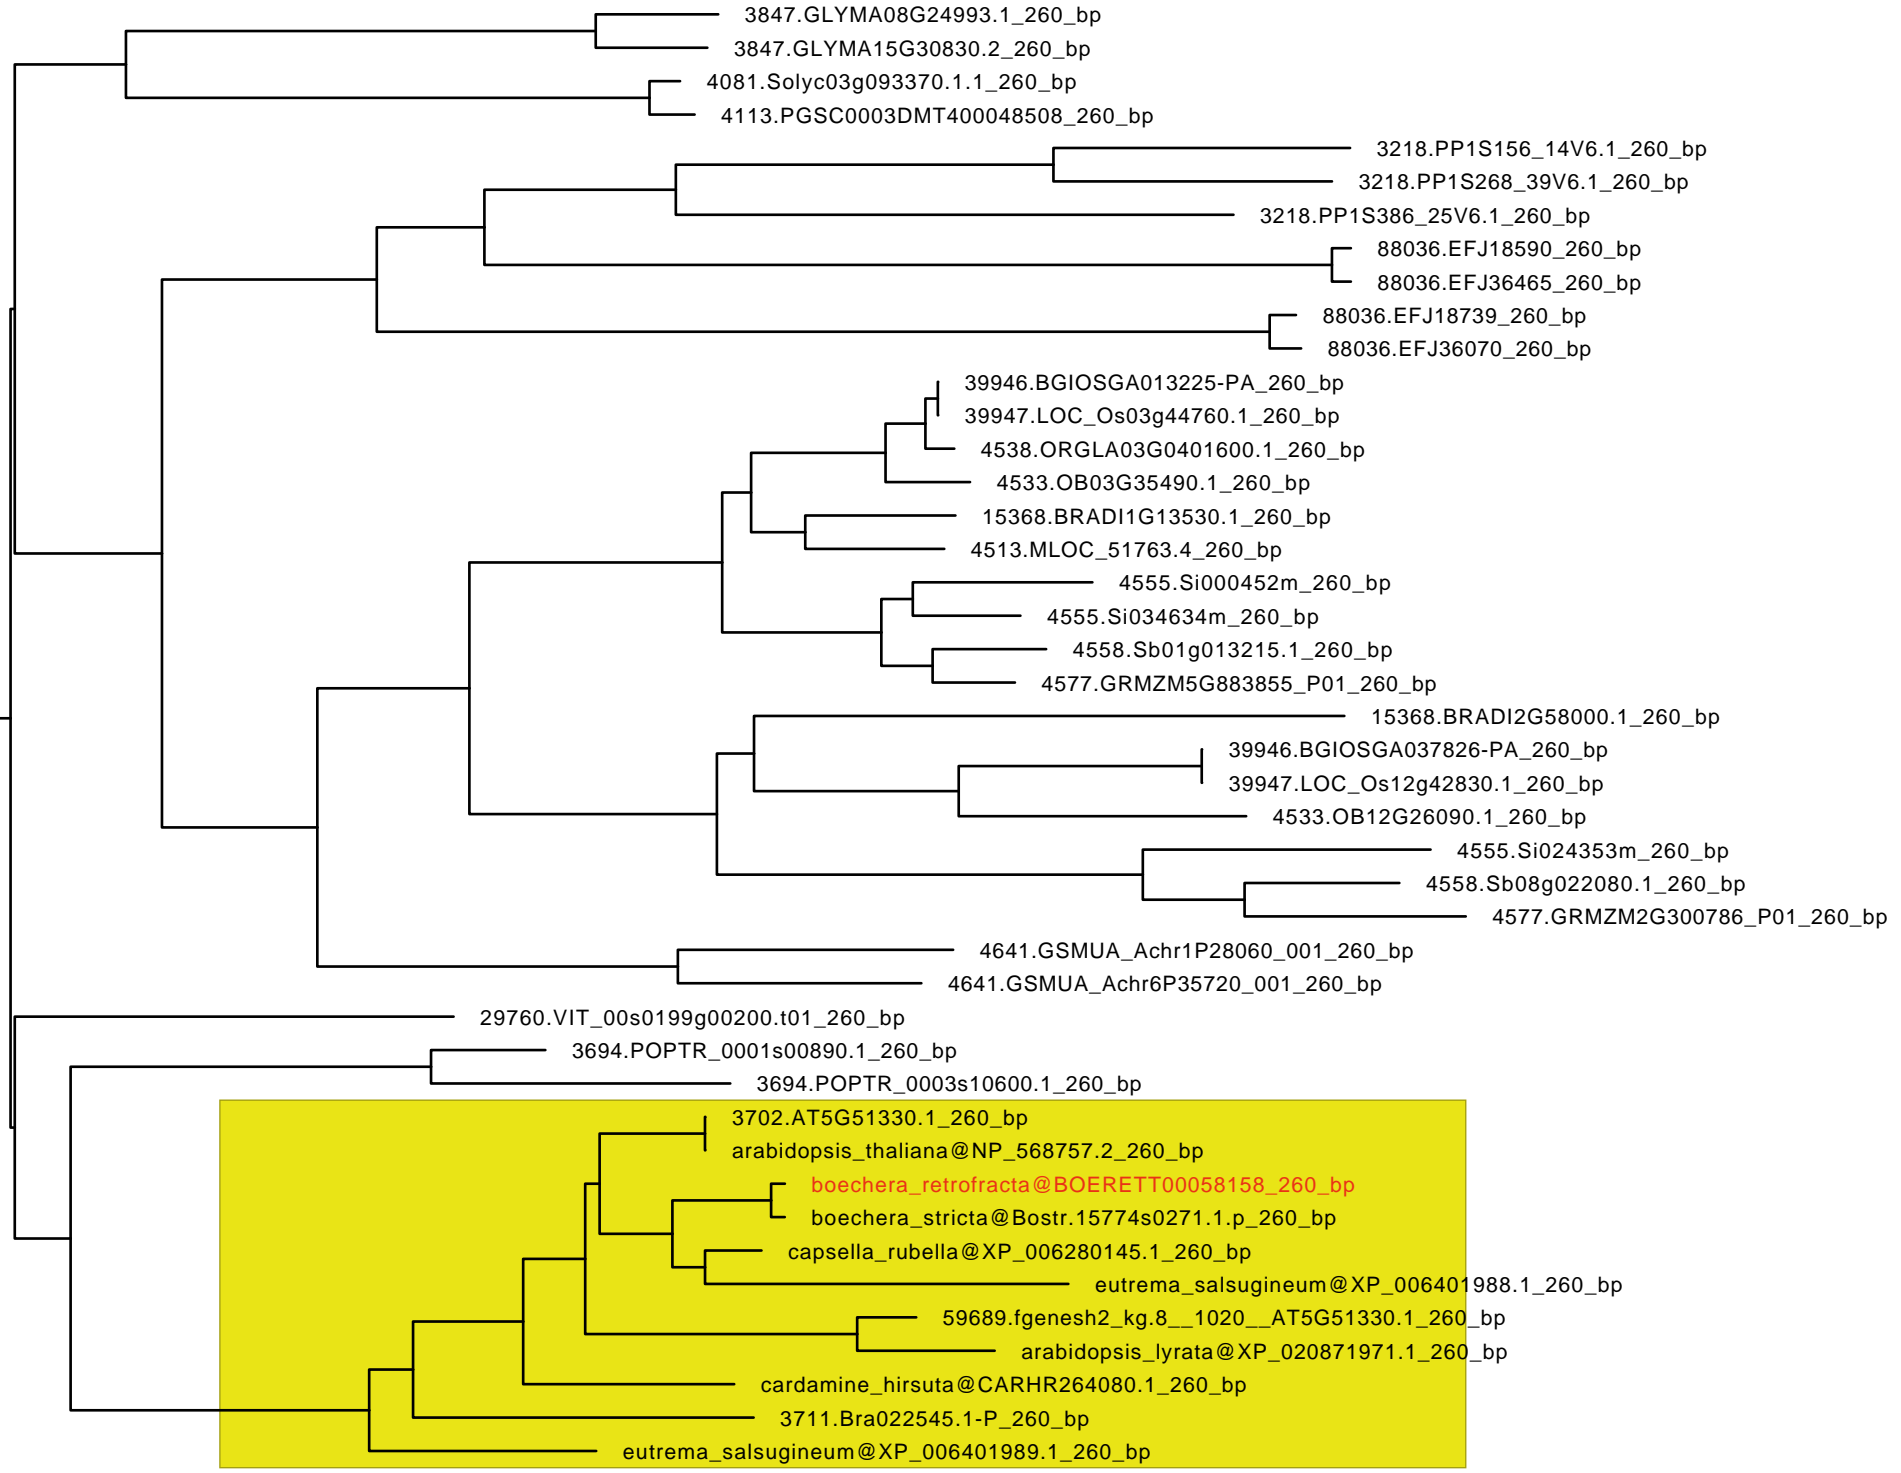 3847.GLYMA08G24993.1_260_bp
3847.GLYMA15G30830.2_260_bp
4081.Solyc03g093370.1.1_260_bp
4113.PGSC0003DMT400048508_260_bp
3218.PP1S156_14V6.1_260_bp
3218.PP1S268_39V6.1_260_bp
3218.PP1S386_25V6.1_260_bp
88036.EFJ18590_260_bp
88036.EFJ36465_260_bp
88036.EFJ18739_260_bp
88036.EFJ36070_260_bp
39946.BGIOSGA013225-PA_260_bp
39947.LOC_Os03g44760.1_260_bp
4538.ORGLA03G0401600.1_260_bp
4533.OB03G35490.1_260_bp
15368.BRADI1G13530.1_260_bp
4513.MLOC_51763.4_260_bp
4555.Si000452m_260_bp
4555.Si034634m_260_bp
4558.Sb01g013215.1_260_bp
4577.GRMZM5G883855_P01_260_bp
15368.BRADI2G58000.1_260_bp
39946.BGIOSGA037826-PA_260_bp
39947.LOC_Os12g42830.1_260_bp
4533.OB12G26090.1_260_bp
4555.Si024353m_260_bp
4558.Sb08g022080.1_260_bp
4577.GRMZM2G300786_P01_260_bp
4641.GSMUA_Achr1P28060_001_260_bp
4641.GSMUA_Achr6P35720_001_260_bp
29760.VIT_00s0199g00200.t01_260_bp
3694.POPTR_0001s00890.1_260_bp
3694.POPTR_0003s10600.1_260_bp
3702.AT5G51330.1_260_bp
arabidopsis_thaliana@NP_568757.2_260_bp
boechera_retrofracta@BOERETT00058158_260_bp
boechera_stricta@Bostr.15774s0271.1.p_260_bp
capsella_rubella@XP_006280145.1_260_bp
eutrema_salsugineum@XP_006401988.1_260_bp
59689.fgenesh2_kg.8__1020__AT5G51330.1_260_bp
arabidopsis_lyrata@XP_020871971.1_260_bp
cardamine_hirsuta@CARHR264080.1_260_bp
3711.Bra022545.1-P_260_bp
eutrema_salsugineum@XP_006401989.1_260_bp